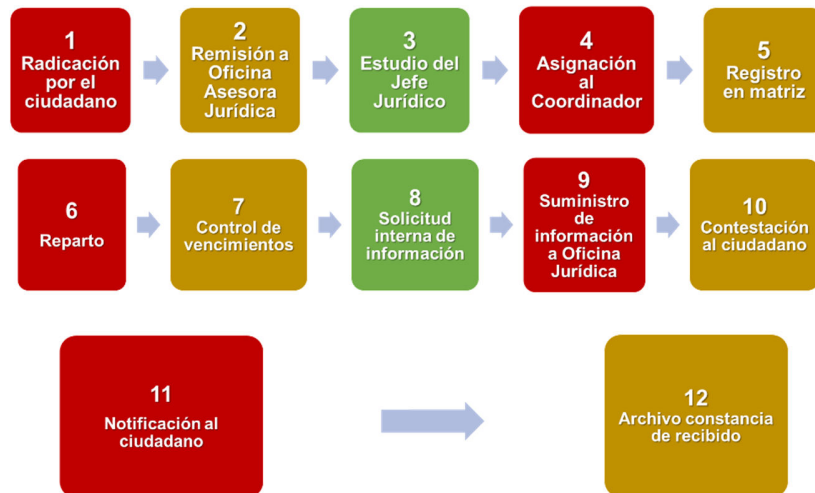 1
Radicación
por el
ciudadano
2
Remisión a
Oficina
Asesora
Jurídica
3
Estudio del
Jefe
Jurídico
4
Asignación
al
Coordinador
5
Registro
en matriz
6
Reparto
7
Control de
vencimientos
8
Solicitud
interna de
información
9
Suministro
de
información
a Oficina
Jurídica
10
Contestación
al ciudadano
11
Notificación al
ciudadano
12
Archivo constancia
de recibido